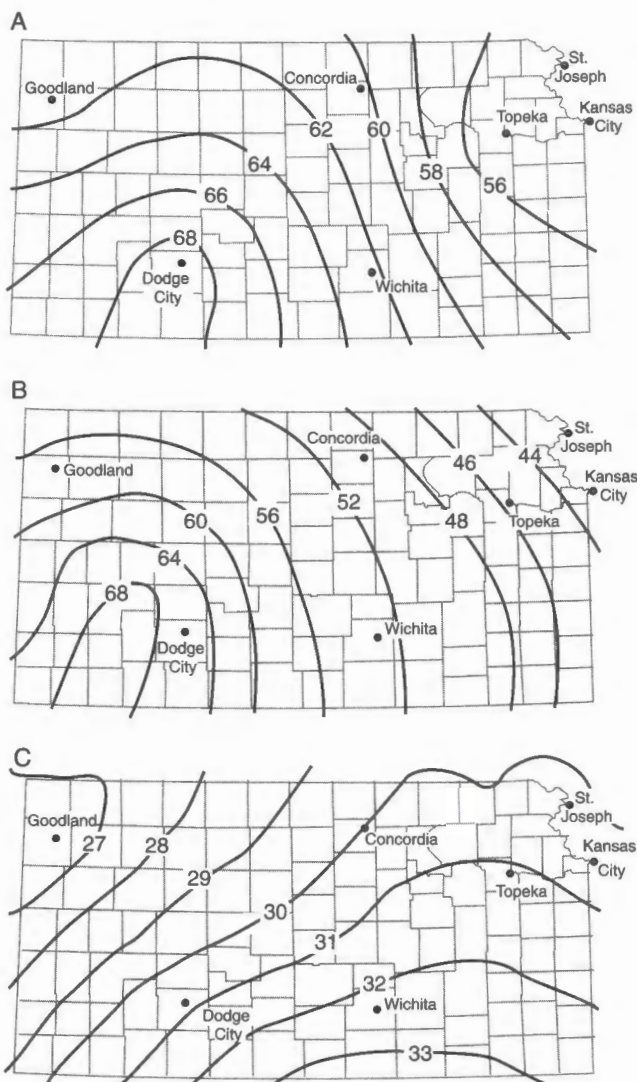 A
Goodland
Concordia
St.
Joseph
Topeka
Kansas
City
62
60
64
58
56
66
68
Dodge
City
Wichita
B
Concordia
St.
Joseph
Goodland
46
44
Kansas
City
60
56
52
Topeka
48
64
68
Dodge
City
Wichita
C
St.
Joseph
Goodland
Concordia
27
28
Kansas
City
29
Topeka
30
31
32
Dodge
City
Wichita
33